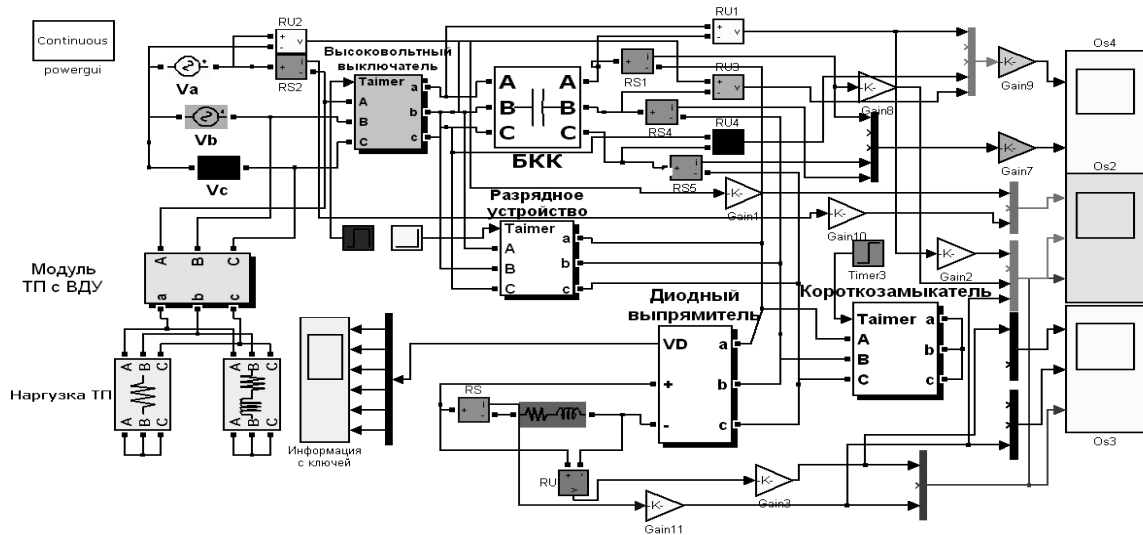 Continuous
powergui
RU2
+
-
v
+
-
i
RS2
Va
Vb
Vc
Высоковольтный
выключатель
Taimer
A
B
C
a
b
c
A
B
C
A
B
C
БКК
RU1
+
-
v
RS1
+
-
i
RU3
+
-
v
RS4
+
-
i
RU4
RS5
+
-
i
-K-
Gain8
-K-
Gain9
-K-
Gain7
-K-
Gain1
-K-
Gain10
-K-
Gain2
Os4
Os2
Os3
Разрядное
устройство
Taimer
A
B
C
a
b
c
Timer3
Короткозамыкатель
Taimer
A
B
C
a
b
c
Диодный
выпрямитель
VD
+
-
a
b
c
Модуль
ТП с ВДУ
A
B
C
a
b
c
Наргузка ТП
A
B
C
A
B
C
A
B
C
A
B
C
Информация
с ключей
RS
+
-
i
RU
+
-
v
-K-
Gain3
-K-
Gain11